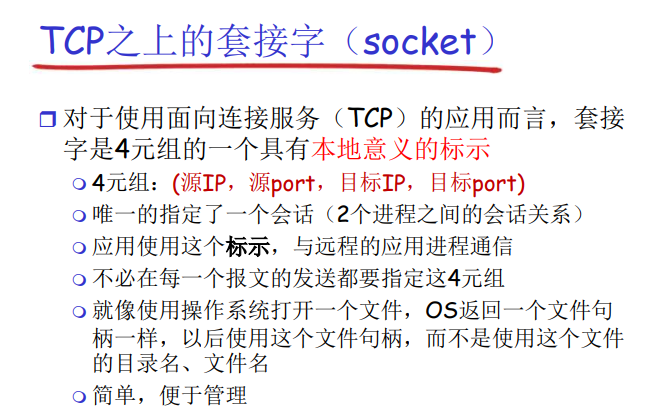 TCP之上的套接字（socket）
对于使用面向连接服务（TCP）的应用而言，套接
字是4元组的一个具有本地意义的标示
4元组：(源IP，源port，目标IP，目标port)
唯一的指定了一个会话（2个进程之间的会话关系）
应用使用这个标示，与远程的应用进程通信
不必在每一个报文的发送都要指定这4元组
就像使用操作系统打开一个文件，OS返回一个文件句
柄一样，以后使用这个文件句柄，而不是使用这个文件
的目录名、文件名
简单，便于管理